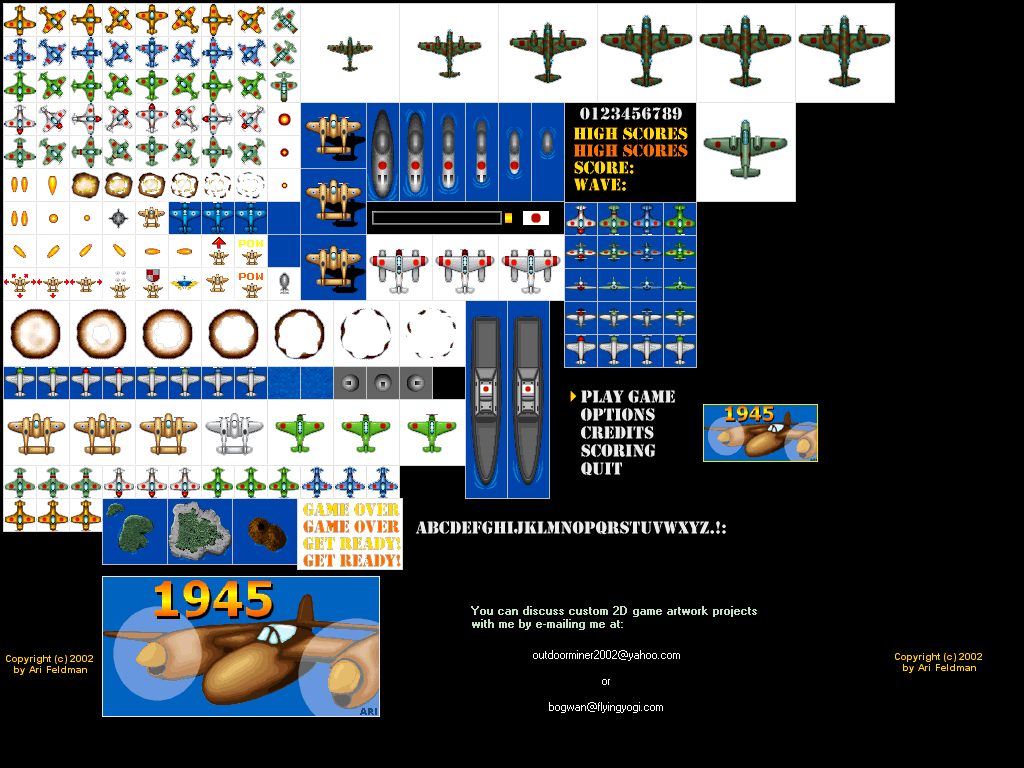 0123456789
HIGH SCORES
HIGH SCORES
SCORE:
WAVE:
POW
POW
PLAY GAME
OPTIONS
CREDITS
SCORING
QUIT
1945
GAME OVER
GAME OVER
GET READY!
GET READY!
ABCDEFGHIJKLMNOPQRSTUVWXYZ.!:
1945
ARI
You can discuss custom 2D game artwork projects
with me by e-mailing me at:
outdoorminer2002@yahoo.com
or
bogwan@flyingyogi.com
Copyright (c) 2002
by Ari Feldman
Copyright (c) 2002
by Ari Feldman